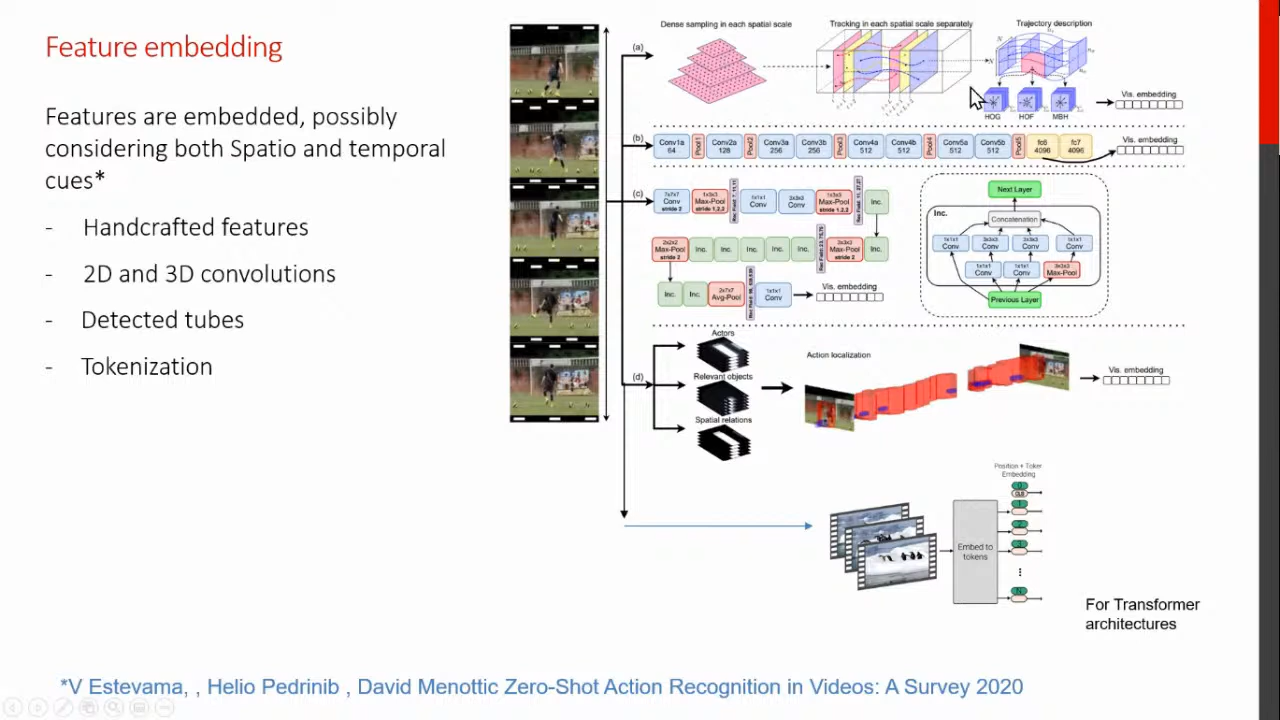 Feature embedding
Features are embedded, possibly
considering both Spatio and temporal
cues*
- Handcrafted features
- 2D and 3D convolutions
- Detected tubes
- Tokenization
Dense sampling in each spatial scale
Tracking in each spatial scale separately
Trajectory description
(a)
HOG HOF MBH
Vis. embedding
(b)
Conv1a 64
Pool1
Conv2a 128
Pool2
Conv3a 256
Conv3b 256
Pool3
Conv4a 512
Conv4b 512
Pool4
Conv5a 512
Conv5b 512
Pool5
fc6 4096
fc7 4096
Vis. embedding
(c)
7x7x7 Conv stride 2
1x3x3 Max-Pool stride 1,2,2
1x1x1 Conv
3x3x3 Conv
1x3x3 Max-Pool stride 1,2,2
Inc.
2x2x2 Max-Pool stride 2
Inc. Inc. Inc. Inc. Inc.
3x3x3 Max-Pool stride 2
Inc.
Inc. Inc.
2x7x7 Avg-Pool
1x1x1 Conv
Vis. embedding
Next Layer
Inc.
Concatenation
1x1x1 Conv
3x3x3 Conv
3x3x3 Conv
1x1x1 Conv
1x1x1 Conv
1x1x1 Conv
3x3x3 Max-Pool
Previous Layer
(d)
Actors
Relevant objects
Spatial relations
Action localization
Vis. embedding
Position + Token
Embedding
0
CLS
1
2
3
N
Embed to
tokens
For Transformer
architectures
*V Estevama, , Helio Pedrinib , David Menottic Zero-Shot Action Recognition in Videos: A Survey 2020